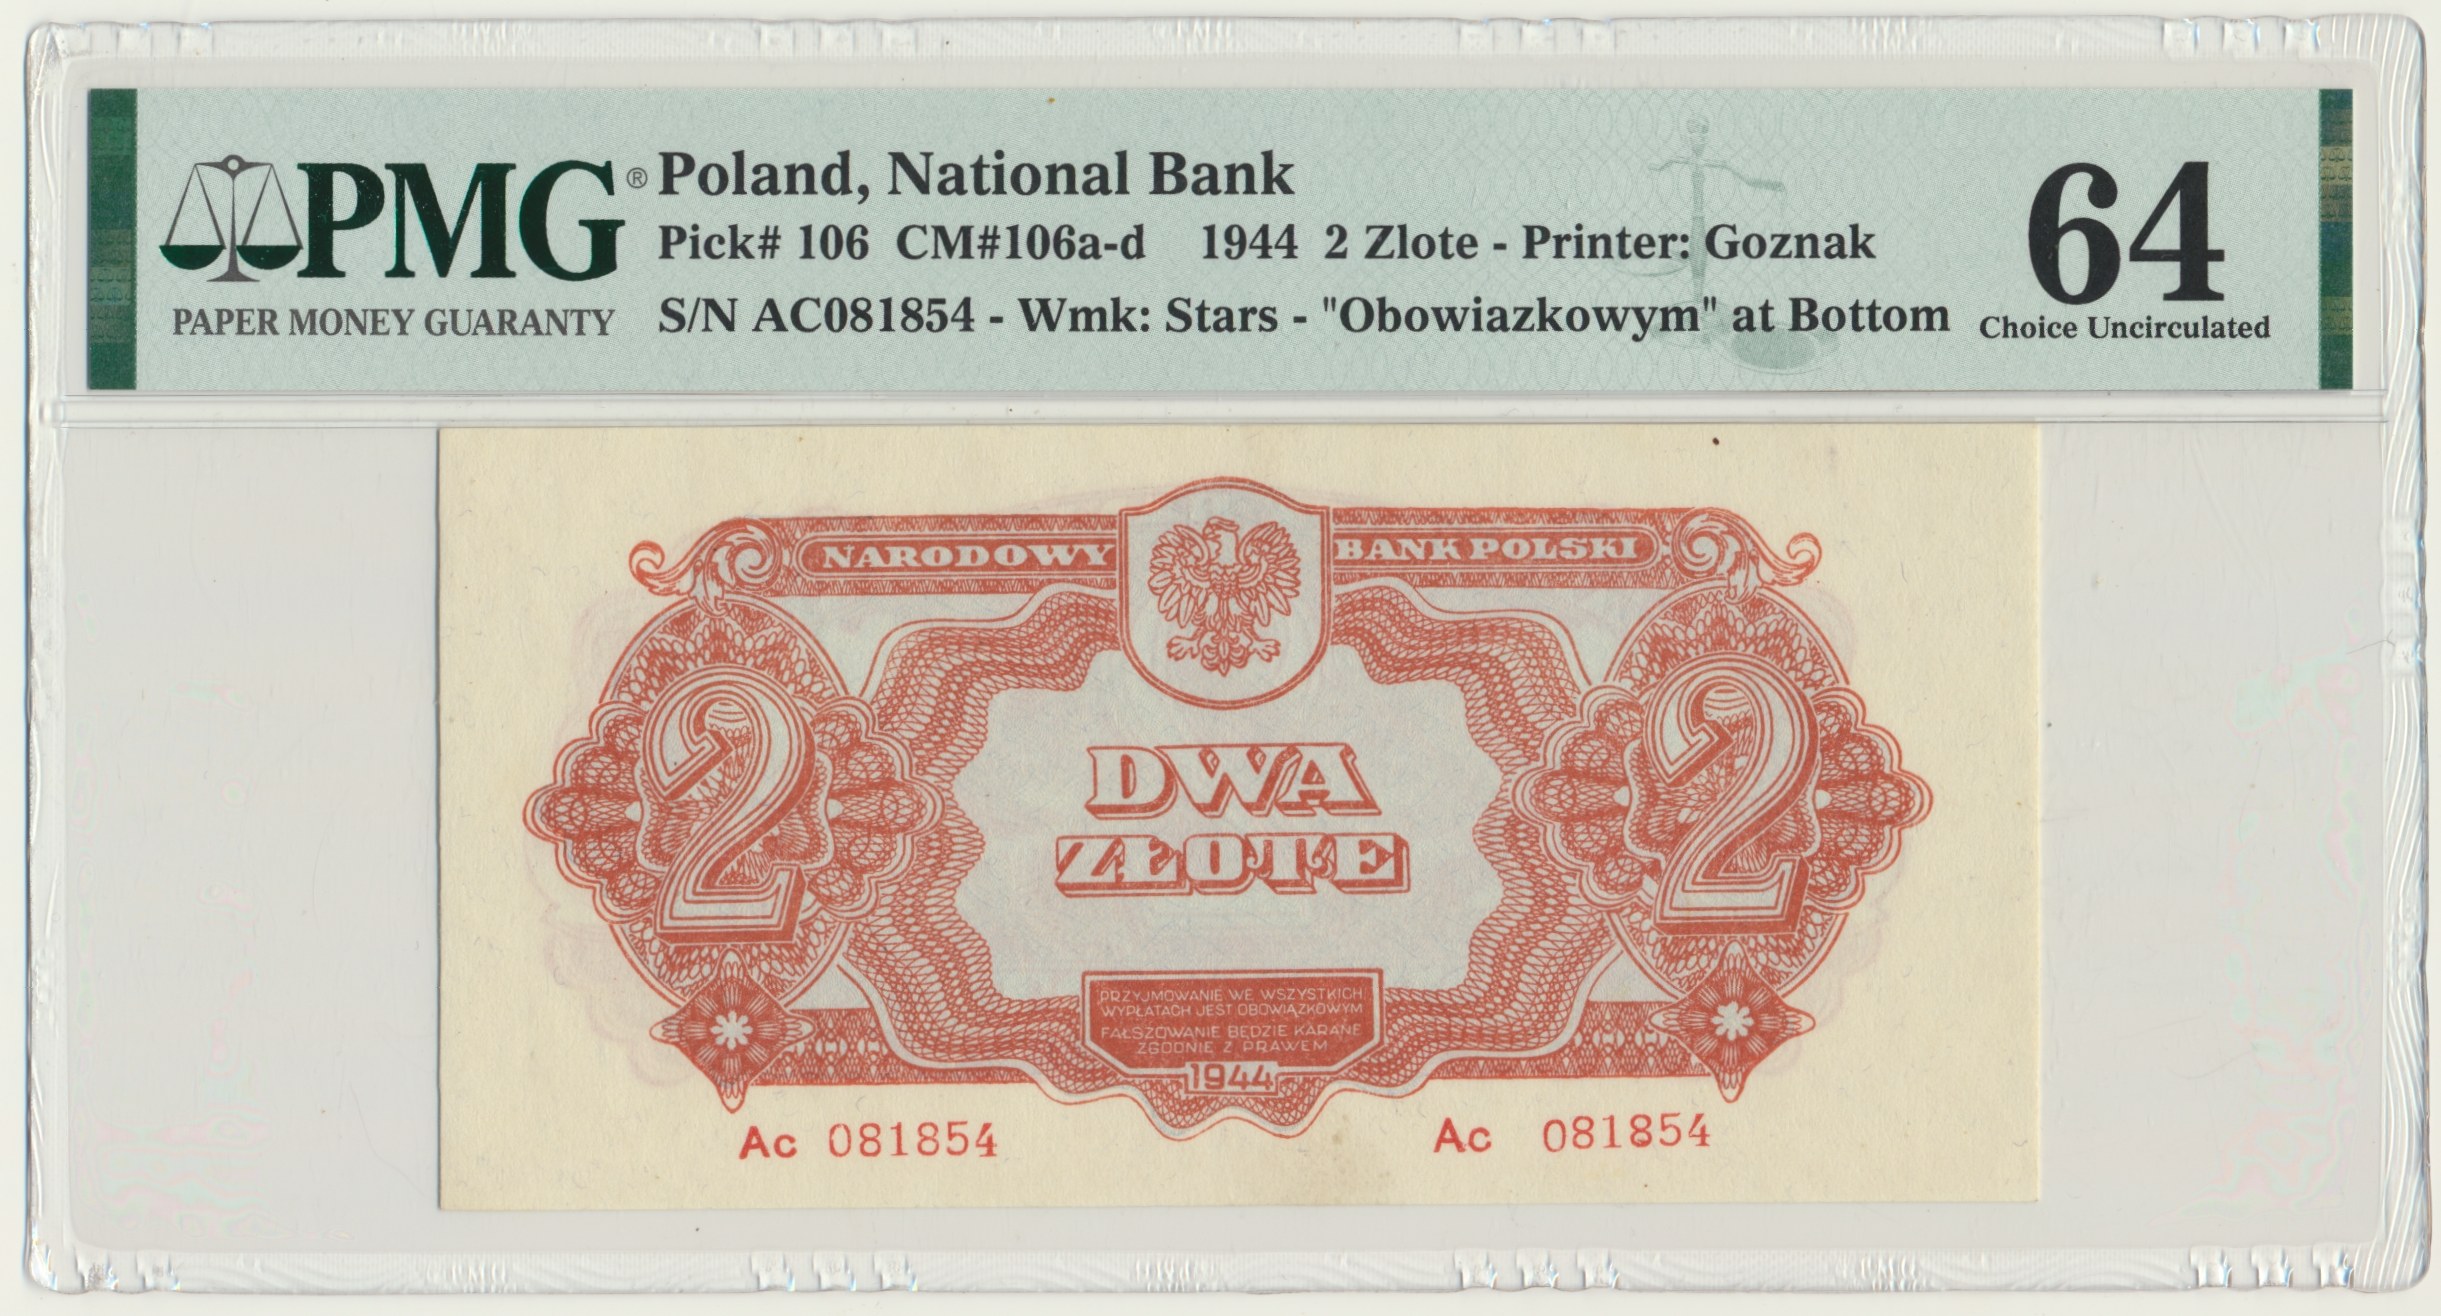 PMG®
PAPER MONEY GUARANTY
Poland, National Bank
Pick# 106 CM#106a-d 1944 2 Zlote - Printer: Goznak
S/N AC081854 - Wmk: Stars - "Obowiazkowym" at Bottom
64
Choice Uncirculated
NARODOWY BANK POLSKI
2 2
DWA
ZŁOTE
PRZYJMOWANIE WE WSZYSTKICH
WYPŁATACH JEST OBOWIĄZKOWYM
FAŁSZOWANIE BĘDZIE KARANE
ZGODNIE Z PRAWEM
1944
Ac 081854 Ac 081854